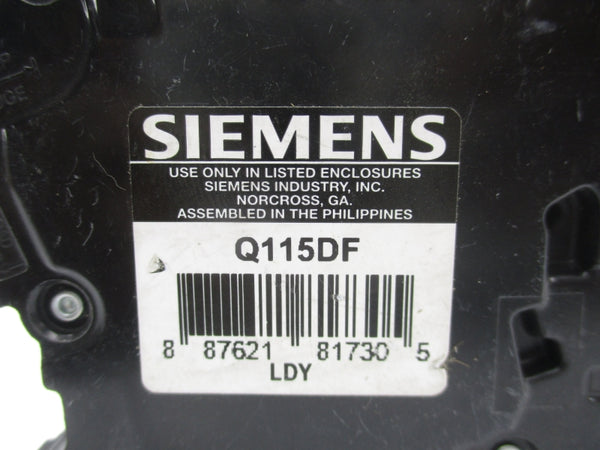 SIEMENS
USE ONLY IN LISTED ENCLOSURES
SIEMENS INDUSTRY, INC.
NORCROSS, GA.
ASSEMBLED IN THE PHILIPPINES
Q115DF
8 87621 81730 5
LDY